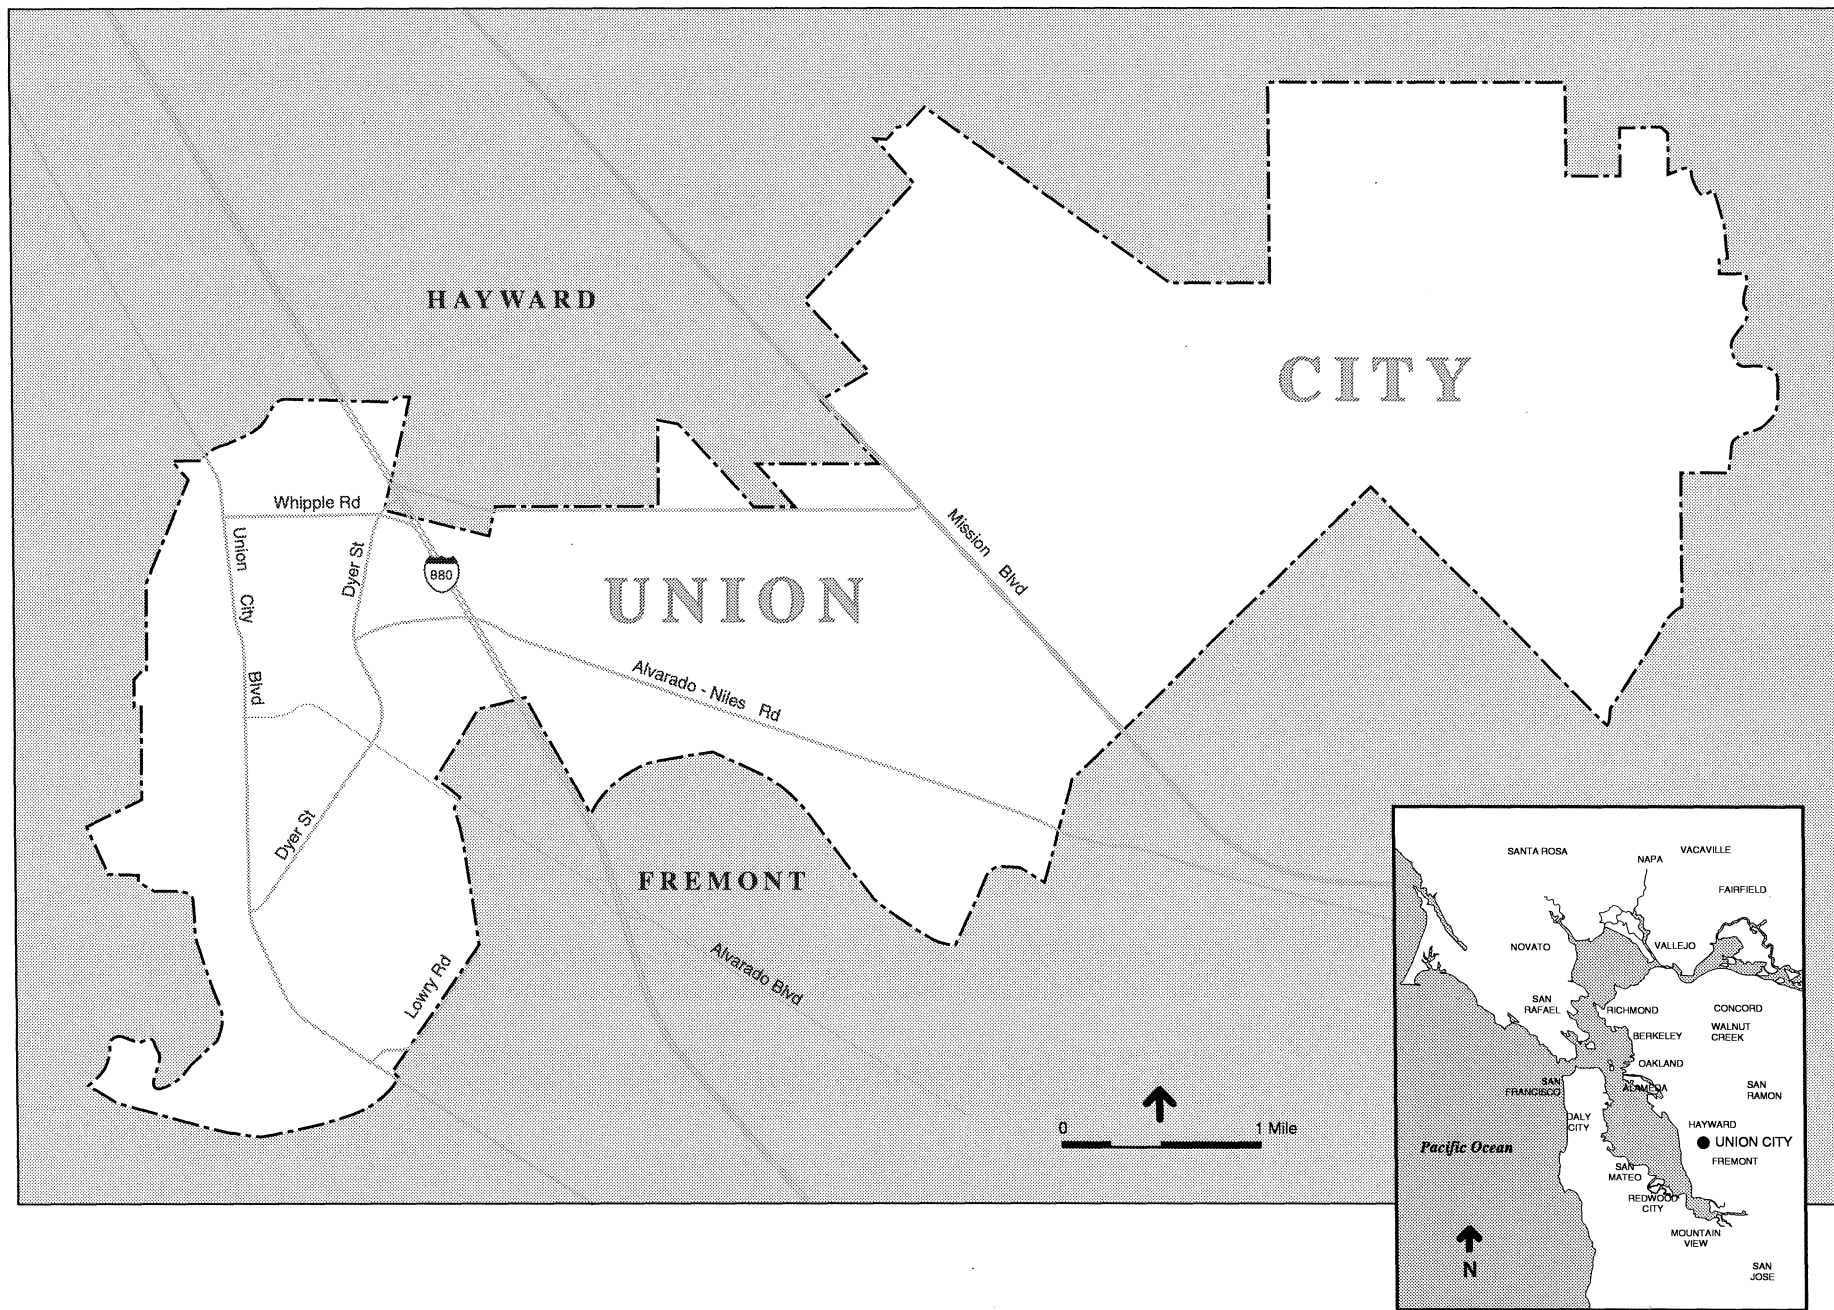 HAYWARD
CITY
Whipple Rd
Union City Blvd
Dyer St
880
Mission Blvd
UNION
Alvarado - Niles Rd
Dyer St
FREMONT
Lowry Rd
Alvarado Blvd
0 1 Mile
SANTA ROSA
NAPA
VACAVILLE
FAIRFIELD
NOVATO
VALLEJO
SAN
RAFAEL
RICHMOND
CONCORD
BERKELEY
WALNUT
CREEK
OAKLAND
SAN
FRANCISCO
ALAMEDA
SAN
RAMON
DALY
CITY
HAYWARD
UNION CITY
Pacific Ocean
FREMONT
SAN
MATEO
REDWOOD
CITY
MOUNTAIN
VIEW
N
SAN
JOSE